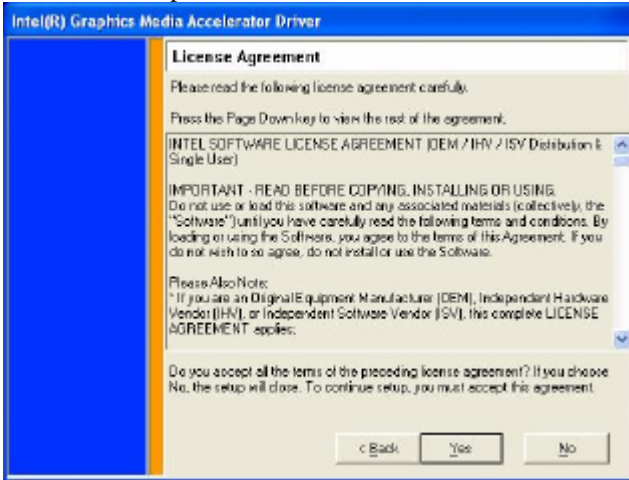 Intel(R) Graphics Media Accelerator Driver
License Agreement
Please read the following license agreement carefully.
Press the Page Down key to view the rest of the agreement.
INTEL SOFTWARE LICENSE AGREEMENT (OEM / IHV / ISV Distribution &
Single User)
IMPORTANT - READ BEFORE COPYING, INSTALLING OR USING.
Do not use or load this software and any associated materials (collectively, the
"Software") until you have carefully read the following terms and conditions. By
loading or using the Software, you agree to the terms of this Agreement. If you
do not wish to so agree, do not install or use the Software.
Please Also Note:
* If you are an Original Equipment Manufacturer (OEM), Independent Hardware
Vendor (IHV), or Independent Software Vendor (ISV), this complete LICENSE
AGREEMENT applies;
Do you accept all the terms of the preceding license agreement? If you choose
No, the setup will close. To continue setup, you must accept this agreement.
< Back
Yes
No